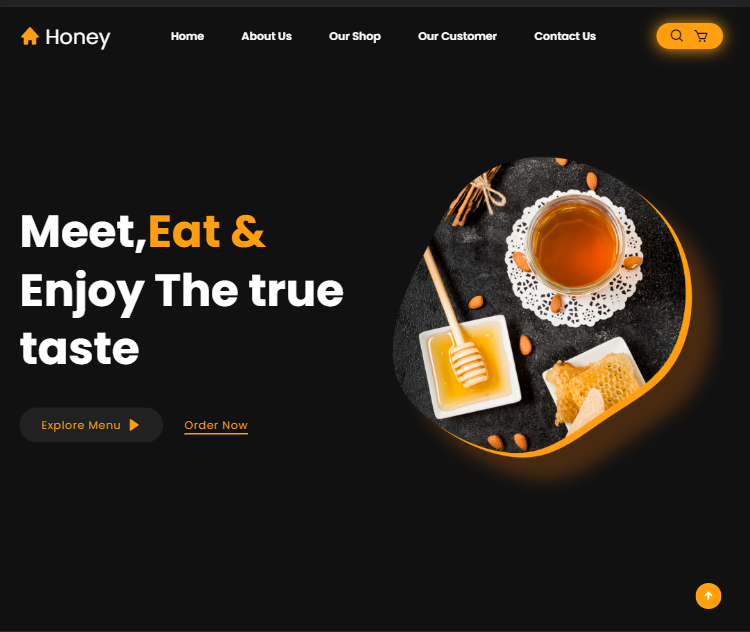 Honey
Home
About Us
Our Shop
Our Customer
Contact Us
Meet,Eat &
Enjoy The true
taste
Explore Menu
Order Now